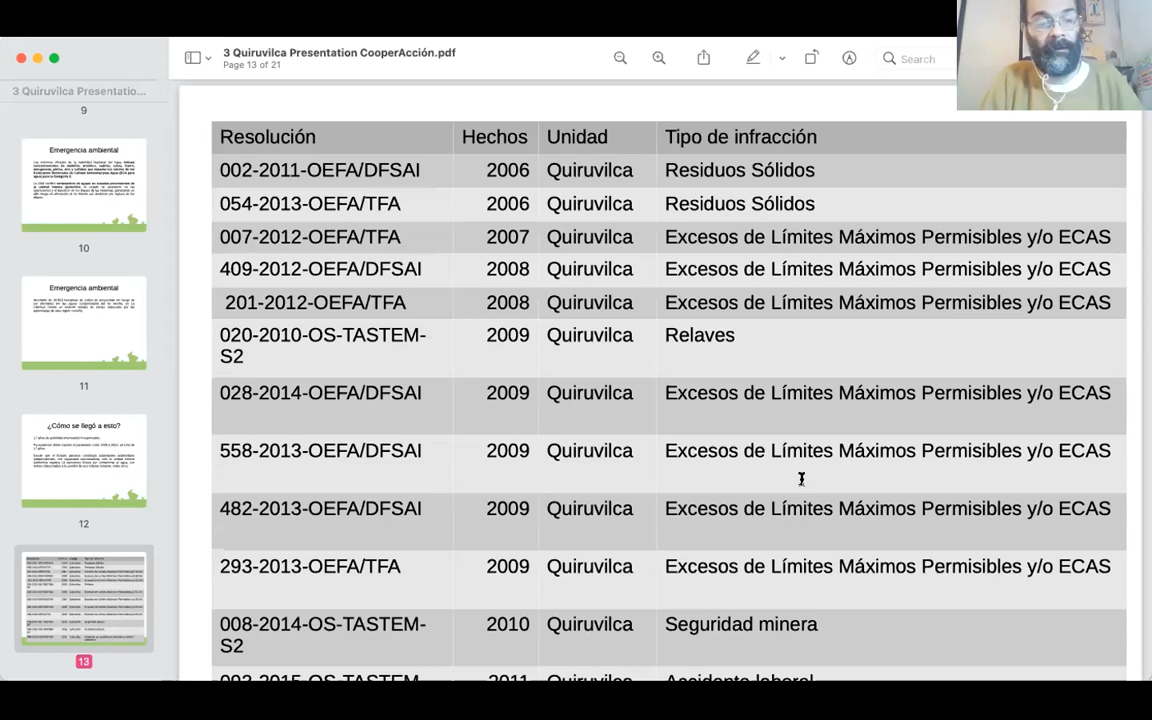 3 Quiruvilca Presentation CooperAcción.pdf
Page 13 of 21
Search
3 Quiruvilca Presentatio...
9
Emergencia ambiental
10
Emergencia ambiental
11
¿Cómo se llegó a esto?
12
13
Resolución Hechos Unidad Tipo de infracción
002-2011-OEFA/DFSAI 2006 Quiruvilca Residuos Sólidos
054-2013-OEFA/TFA 2006 Quiruvilca Residuos Sólidos
007-2012-OEFA/TFA 2007 Quiruvilca Excesos de Límites Máximos Permisibles y/o ECAS
409-2012-OEFA/DFSAI 2008 Quiruvilca Excesos de Límites Máximos Permisibles y/o ECAS
201-2012-OEFA/TFA 2008 Quiruvilca Excesos de Límites Máximos Permisibles y/o ECAS
020-2010-OS-TASTEM- 2009 Quiruvilca Relaves
S2
028-2014-OEFA/DFSAI 2009 Quiruvilca Excesos de Límites Máximos Permisibles y/o ECAS
558-2013-OEFA/DFSAI 2009 Quiruvilca Excesos de Límites Máximos Permisibles y/o ECAS
482-2013-OEFA/DFSAI 2009 Quiruvilca Excesos de Límites Máximos Permisibles y/o ECAS
293-2013-OEFA/TFA 2009 Quiruvilca Excesos de Límites Máximos Permisibles y/o ECAS
008-2014-OS-TASTEM- 2010 Quiruvilca Seguridad minera
S2
2011 Quiruvilca Accidente laboral